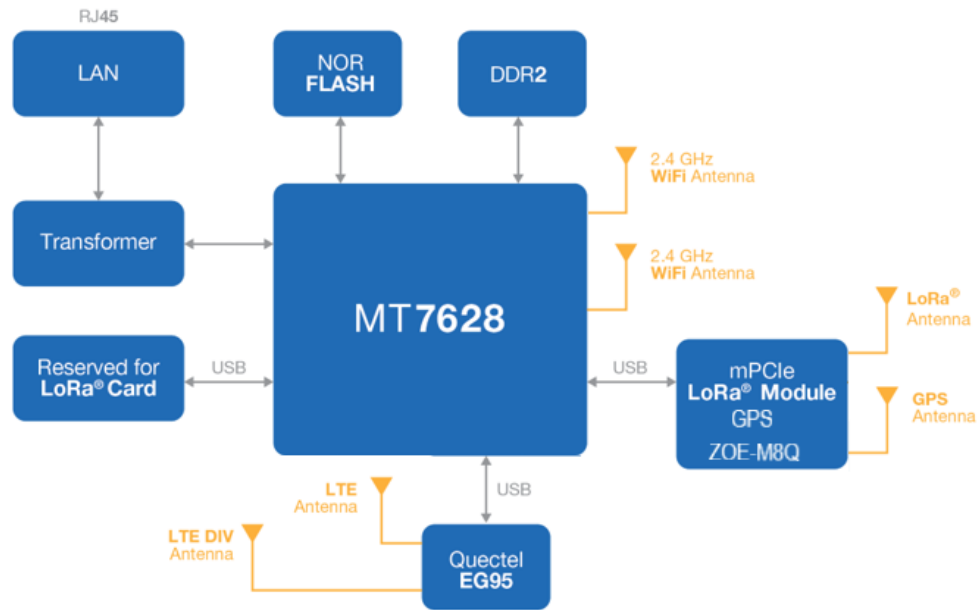 RJ45
LAN
NOR
FLASH
DDR2
2.4 GHz
WiFi Antenna
Transformer
2.4 GHz
WiFi Antenna
MT7628
LoRa®
Antenna
Reserved for
LoRa® Card
USB
USB
mPCIe
LoRa® Module
GPS
ZOE-M8Q
GPS
Antenna
LTE
Antenna
USB
LTE DIV
Antenna
Quectel
EG95